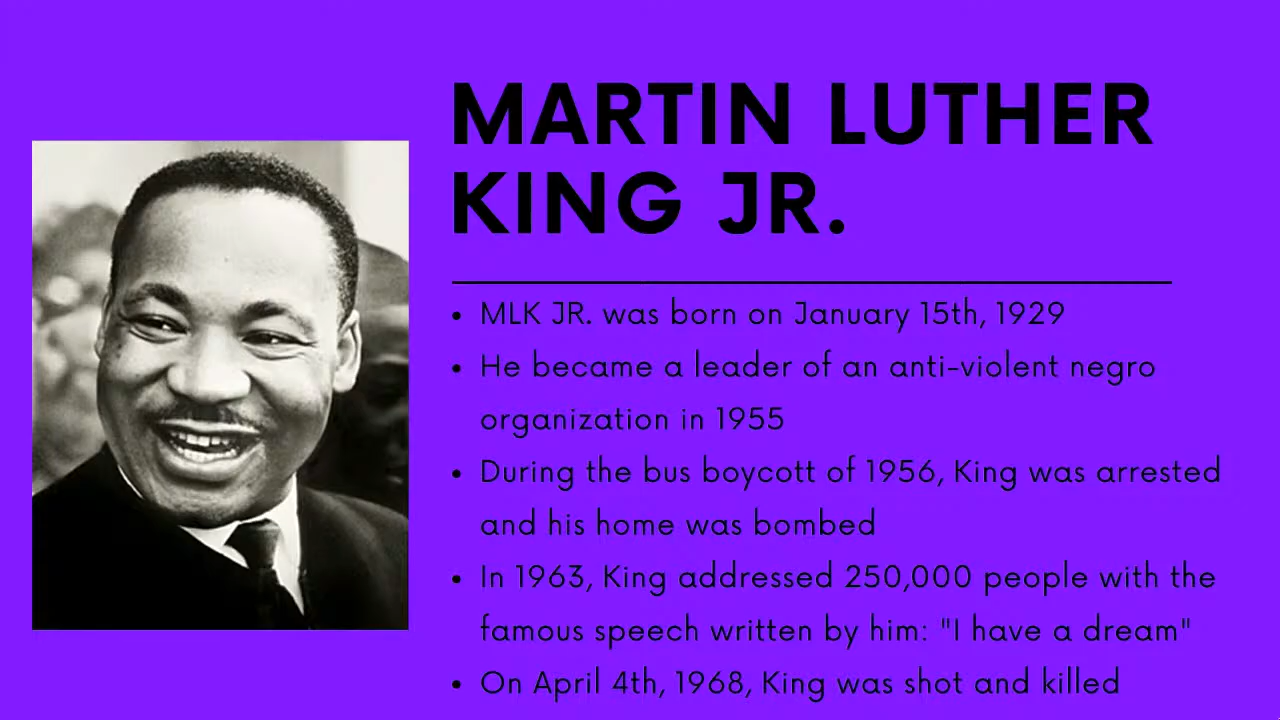 MARTIN LUTHER
KING JR.
• MLK JR. was born on January 15th, 1929
• He became a leader of an anti-violent negro
organization in 1955
• During the bus boycott of 1956, King was arrested
and his home was bombed
• In 1963, King addressed 250,000 people with the
famous speech written by him: "I have a dream"
• On April 4th, 1968, King was shot and killed